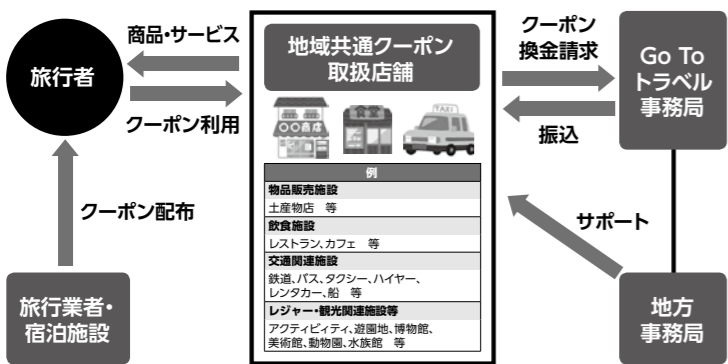 旅行者
商品・サービス
クーポン利用
クーポン配布
旅行業者・
宿泊施設
地域共通クーポン
取扱店舗
〇〇商店
食堂
TAXI
例
物品販売施設
土産物店 等
飲食施設
レストラン、カフェ 等
交通関連施設
鉄道、バス、タクシー、ハイヤー、
レンタカー、船 等
レジャー・観光関連施設等
アクティビィティ、遊園地、博物館、
美術館、動物園、水族館 等
クーポン
換金請求
振込
サポート
Go To
トラベル
事務局
地方
事務局